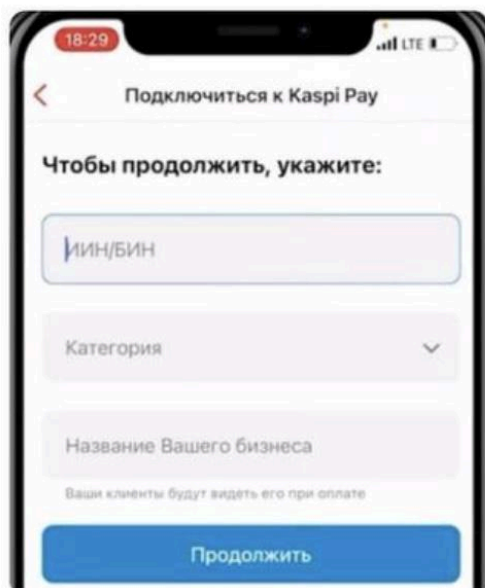 18:29
LTE
Подключиться к Kaspi Pay
Чтобы продолжить, укажите:
ИИН/БИН
Категория
Название Вашего бизнеса
Ваши клиенты будут видеть его при оплате
Продолжить